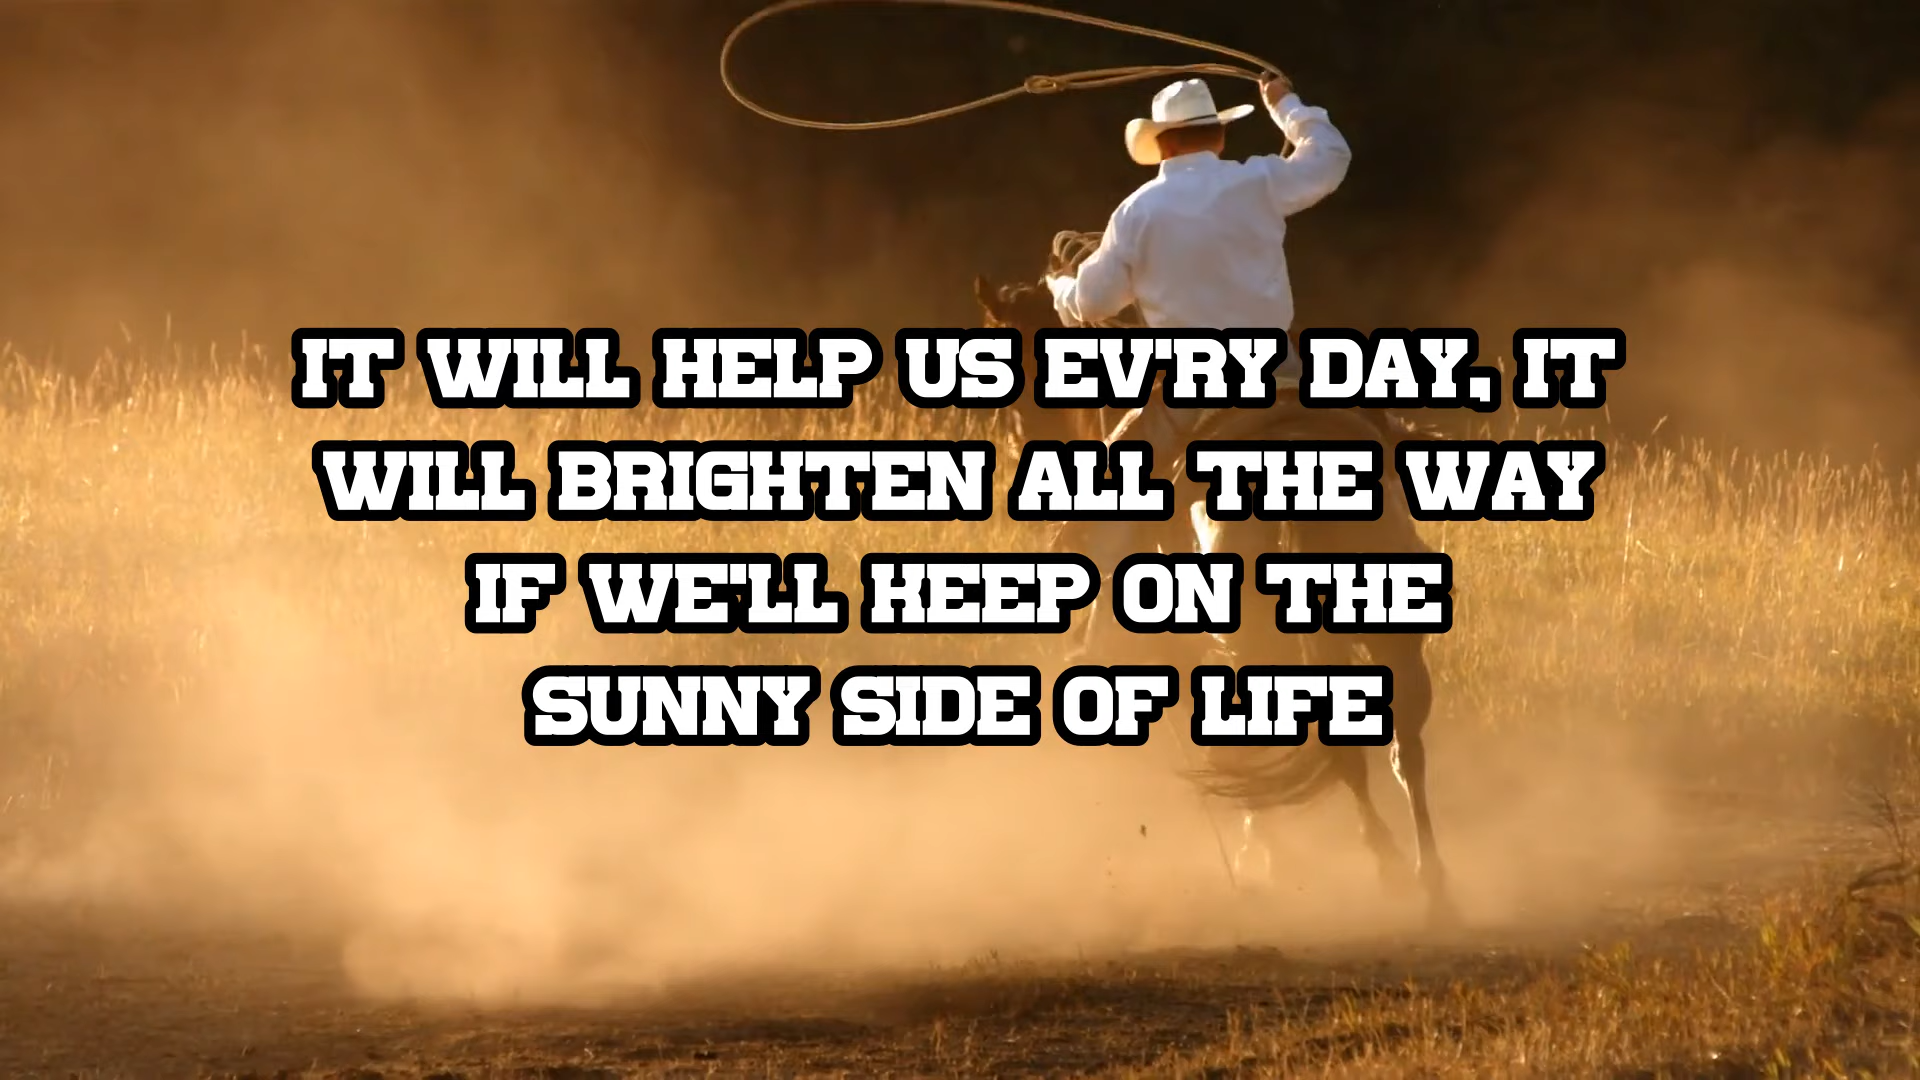 IT WILL HELP US EV'RY DAY, IT
WILL BRIGHTEN ALL THE WAY
IF WE'LL KEEP ON THE
SUNNY SIDE OF LIFE